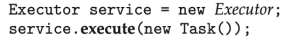 Executor service = new Executor;
service.execute(new Task());